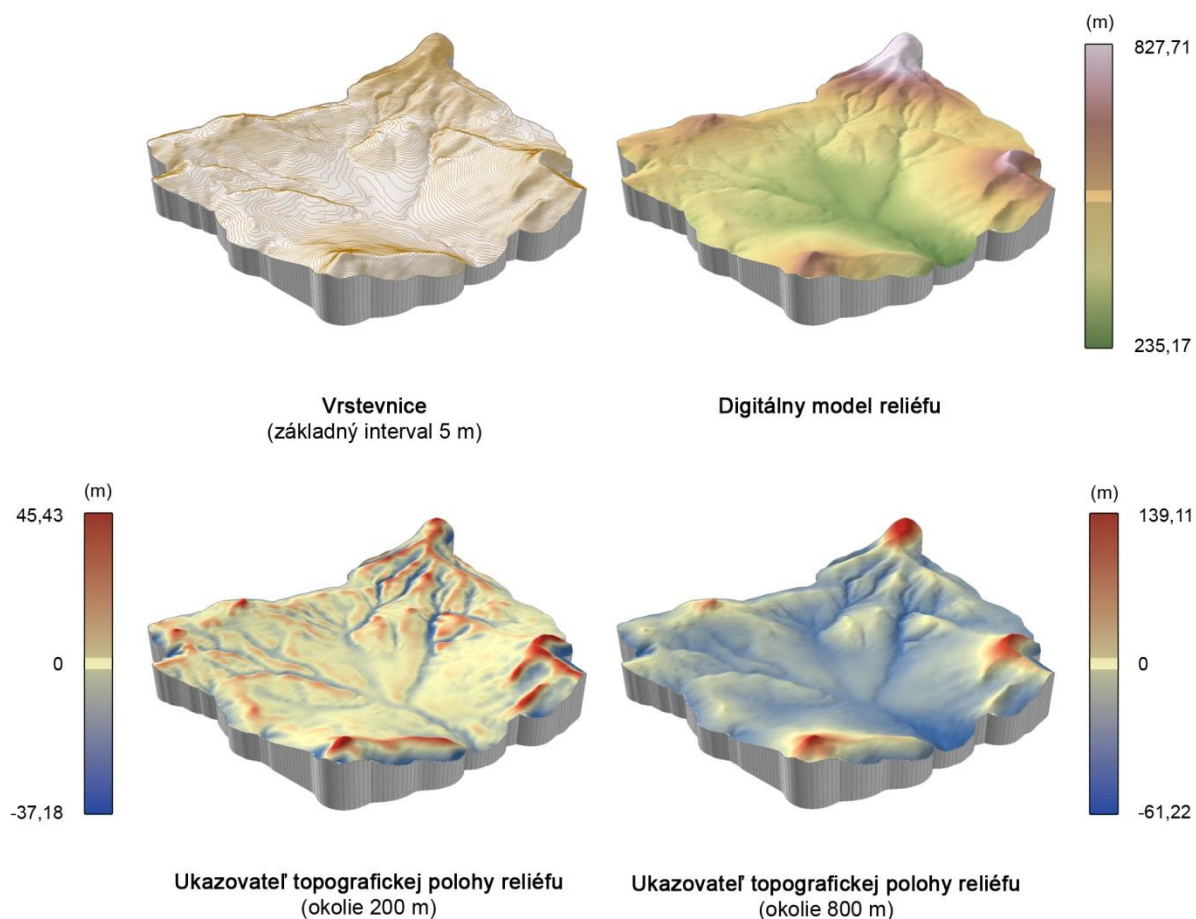 (m)
827,71
235,17
Vrstevnice
(základný interval 5 m)
Digitálny model reliéfu
(m)
45,43
0
-37,18
(m)
139,11
0
-61,22
Ukazovateľ topografickej polohy reliéfu
(okolie 200 m)
Ukazovateľ topografickej polohy reliéfu
(okolie 800 m)